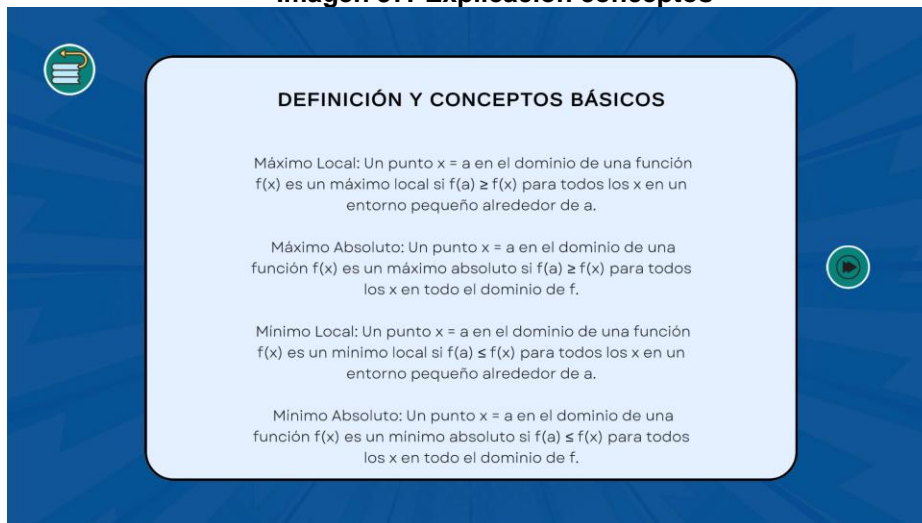 DEFINICIÓN Y CONCEPTOS BÁSICOS
Máximo Local: Un punto x = a en el dominio de una función
f(x) es un máximo local si f(a) ≥ f(x) para todos los x en un
entorno pequeño alrededor de a.
Máximo Absoluto: Un punto x = a en el dominio de una
función f(x) es un máximo absoluto si f(a) ≥ f(x) para todos
los x en todo el dominio de f.
Mínimo Local: Un punto x = a en el dominio de una función
f(x) es un mínimo local si f(a) ≤ f(x) para todos los x en un
entorno pequeño alrededor de a.
Mínimo Absoluto: Un punto x = a en el dominio de una
función f(x) es un mínimo absoluto si f(a) ≤ f(x) para todos
los x en todo el dominio de f.